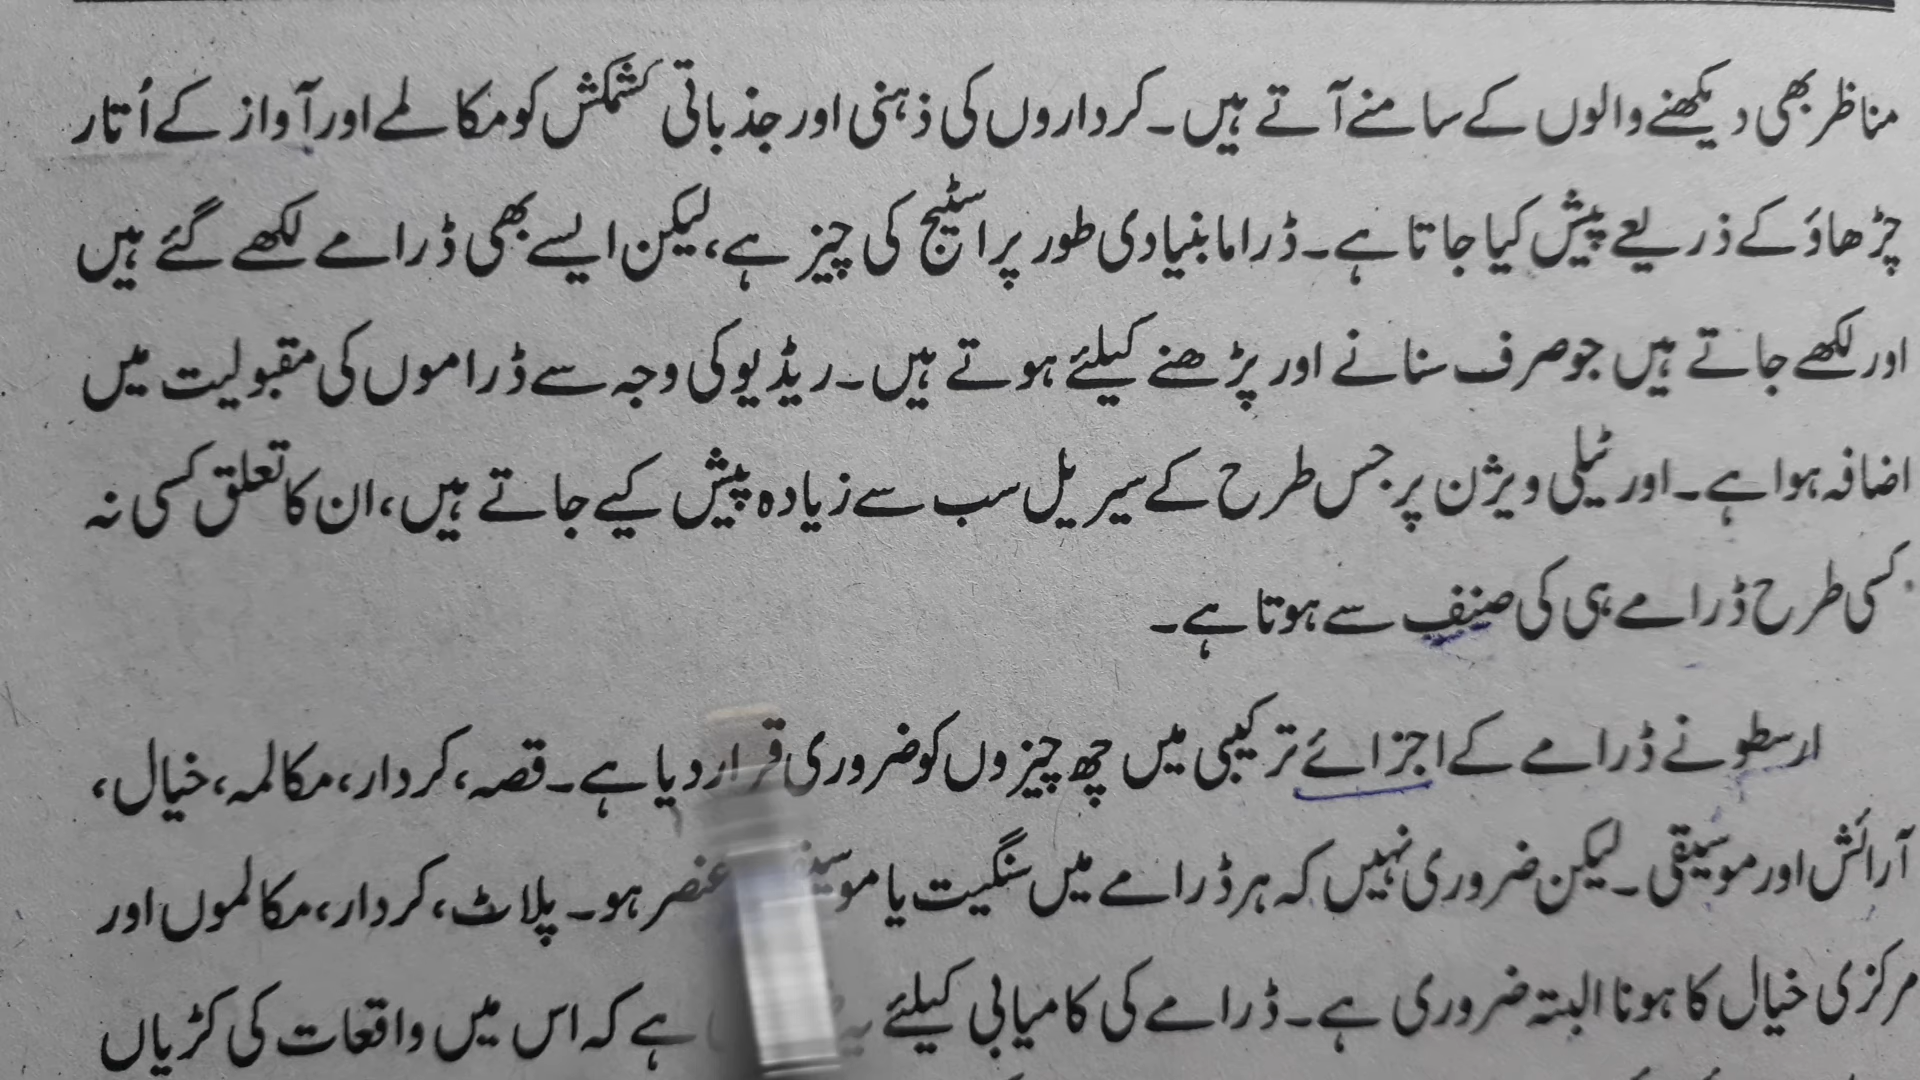 مناظر بھی دیکھنے والوں کے سامنے آتے ہیں۔ کرداروں کی ذہنی اور جذباتی کشمکش کو مکالمے اور آواز کے اُتار
چڑھاؤ کے ذریعے پیش کیا جاتا ہے۔ ڈراما بنیادی طور پر اسٹیج کی چیز ہے، لیکن ایسے بھی ڈرامے لکھے گئے ہیں
اور لکھے جاتے ہیں جو صرف سنانے اور پڑھنے کیلئے ہوتے ہیں۔ ریڈیو کی وجہ سے ڈراموں کی مقبولیت میں
اضافہ ہوا ہے۔ اور ٹیلی ویژن پر جس طرح کے سیریل سب سے زیادہ پیش کیے جاتے ہیں، ان کا تعلق کسی نہ
کسی طرح ڈرامے ہی کی صنف سے ہوتا ہے۔
ارسطو نے ڈرامے کے اجزائے ترکیبی میں چھ چیزوں کو ضروری قرار دیا ہے۔ قصہ، کردار، مکالمہ، خیال،
آرائش اور موسیقی۔ لیکن ضروری نہیں کہ ہر ڈرامے میں سنگیت یا عنصر ہو۔ پلاٹ، کردار، مکالموں اور
مرکزی خیال کا ہونا البتہ ضروری ہے۔ ڈرامے کی کامیابی کیلئے ہے کہ اس میں واقعات کی کڑیاں